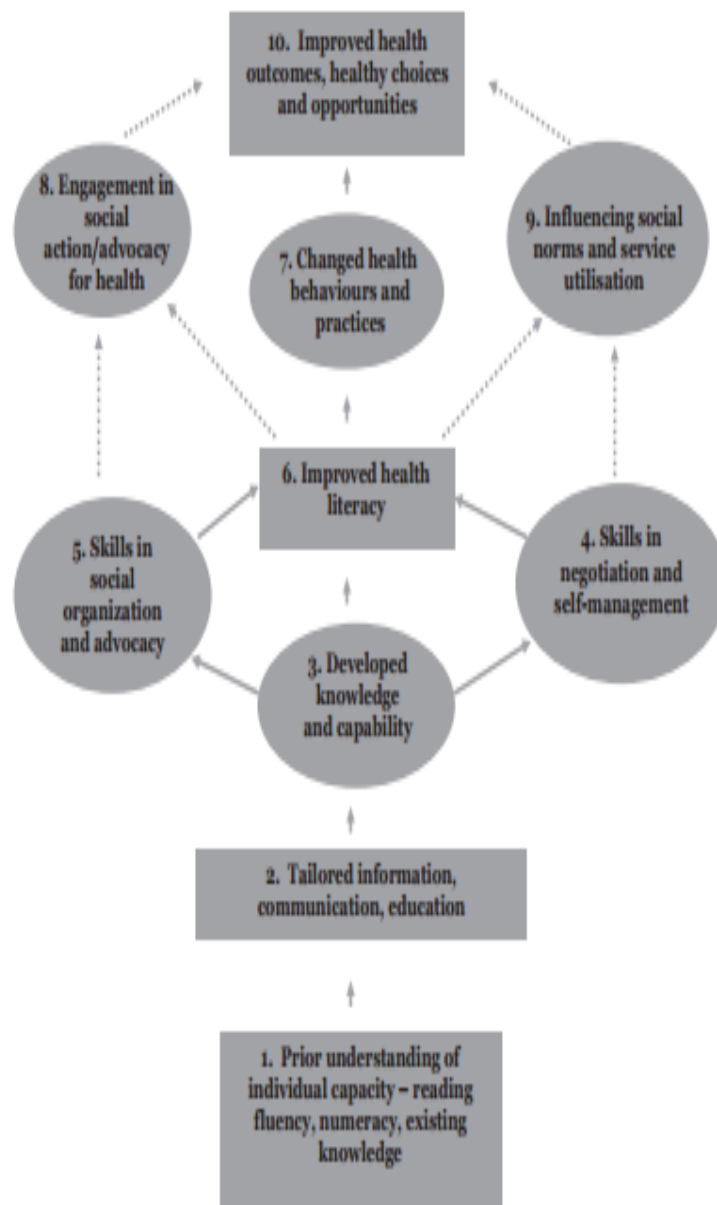 10. Improved health
outcomes, healthy choices
and opportunities
8. Engagement in
social
action/advocacy
for health
9. Influencing social
norms and service
utilisation
7. Changed health
behaviours and
practices
6. Improved health
literacy
5. Skills in
social
organization
and advocacy
4. Skills in
negotiation and
self-management
3. Developed
knowledge
and capability
2. Tailored information,
communication, education
1. Prior understanding of
individual capacity – reading
fluency, numeracy, existing
knowledge